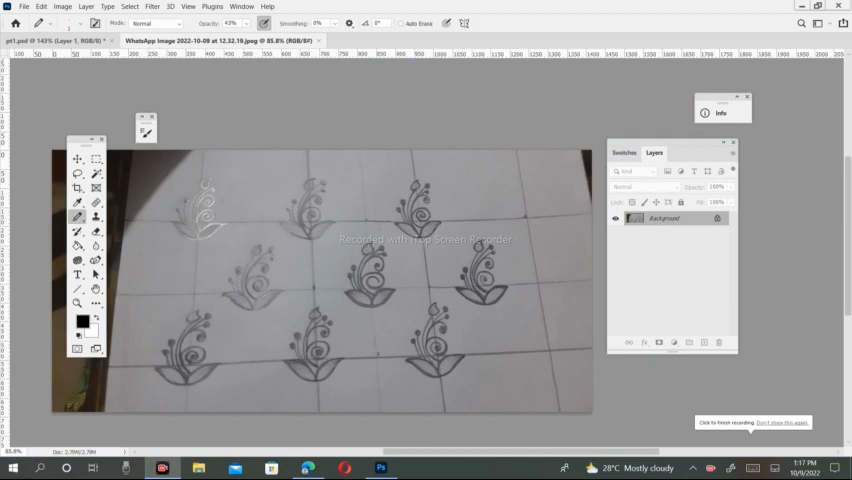 File Edit Image Layer Type Select Filter 3D View Plugins Window Help
Mode: Normal Opacity: 43% Smoothing: 0% 0° Auto Erase
pt1.psd @ 143% (Layer 1, RGB/8) * × WhatsApp Image 2022-10-09 at 12.32.19.jpeg @ 85.8% (RGB/8#) ×
Info
Swatches Layers
Kind
Normal Opacity: 100%
Lock: Fill: 100%
Background
Recorded with iTop Screen Recorder
Click to finish recording. Don't show this again.
85.8% Doc: 2.79M/2.79M
28°C Mostly cloudy
1:17 PM
10/9/2022